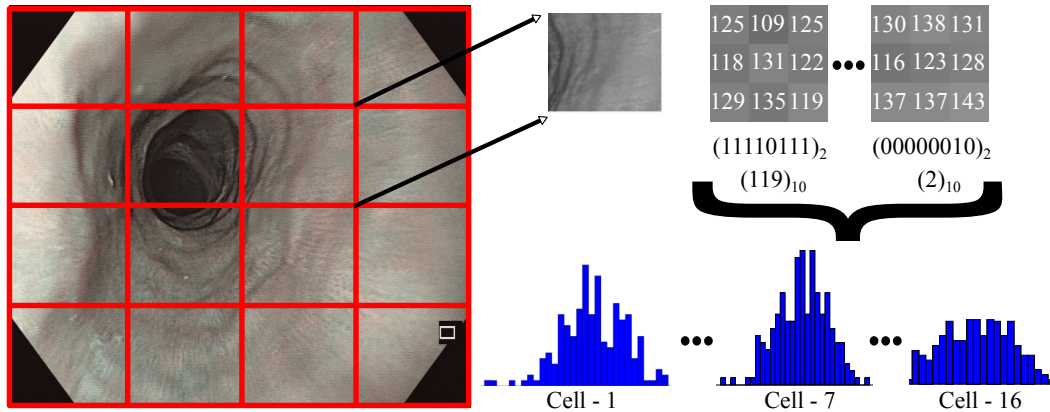 125 109 125
118 131 122
129 135 119
130 138 131
116 123 128
137 137 143
(11110111)₂
(00000010)₂
(119)₁₀
(2)₁₀
Cell - 1
Cell - 7
Cell - 16